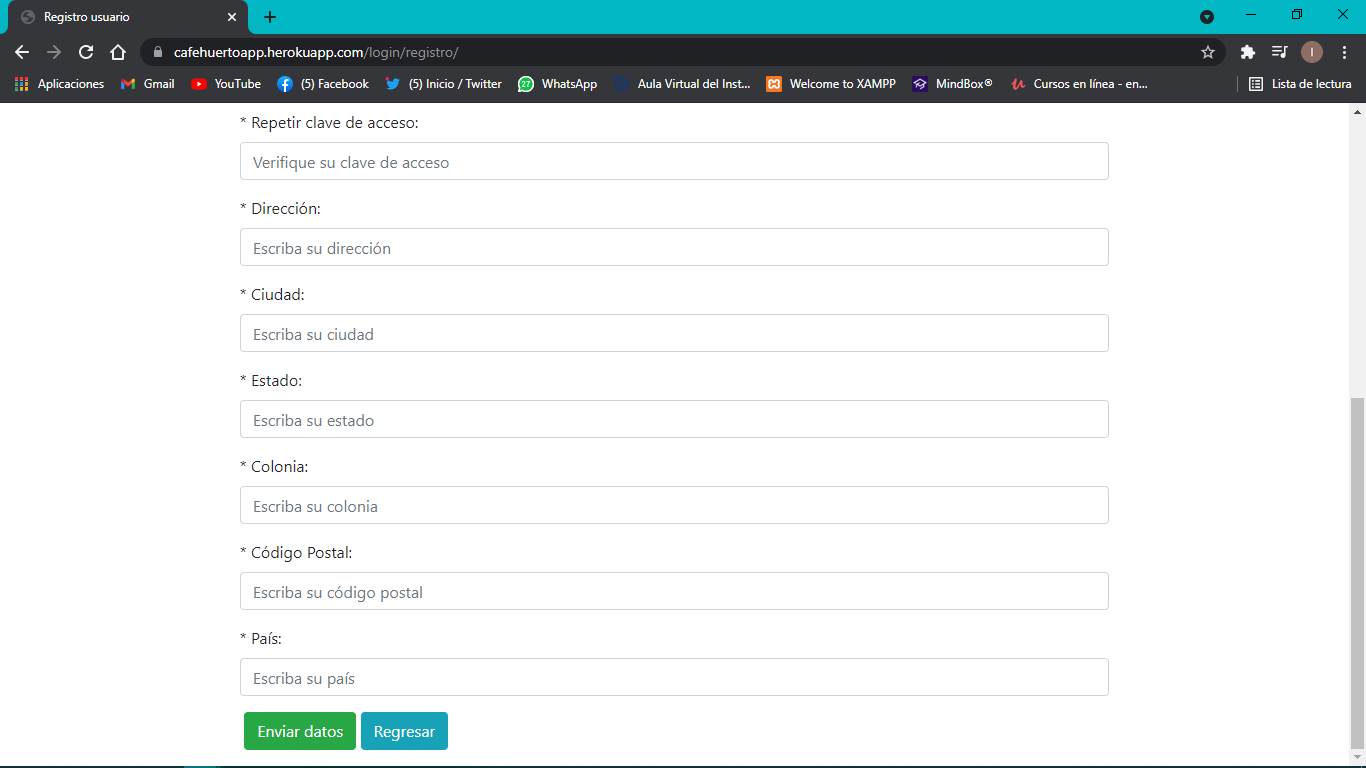 Registro usuario
cafehuertoapp.herokuapp.com/login/registro/
I
Aplicaciones Gmail YouTube (5) Facebook (5) Inicio / Twitter 27 WhatsApp Aula Virtual del Inst... Welcome to XAMPP MindBox® Cursos en línea - en... Lista de lectura
* Repetir clave de acceso:
Verifique su clave de acceso
* Dirección:
Escriba su dirección
* Ciudad:
Escriba su ciudad
* Estado:
Escriba su estado
* Colonia:
Escriba su colonia
* Código Postal:
Escriba su código postal
* País:
Escriba su país
Enviar datos Regresar